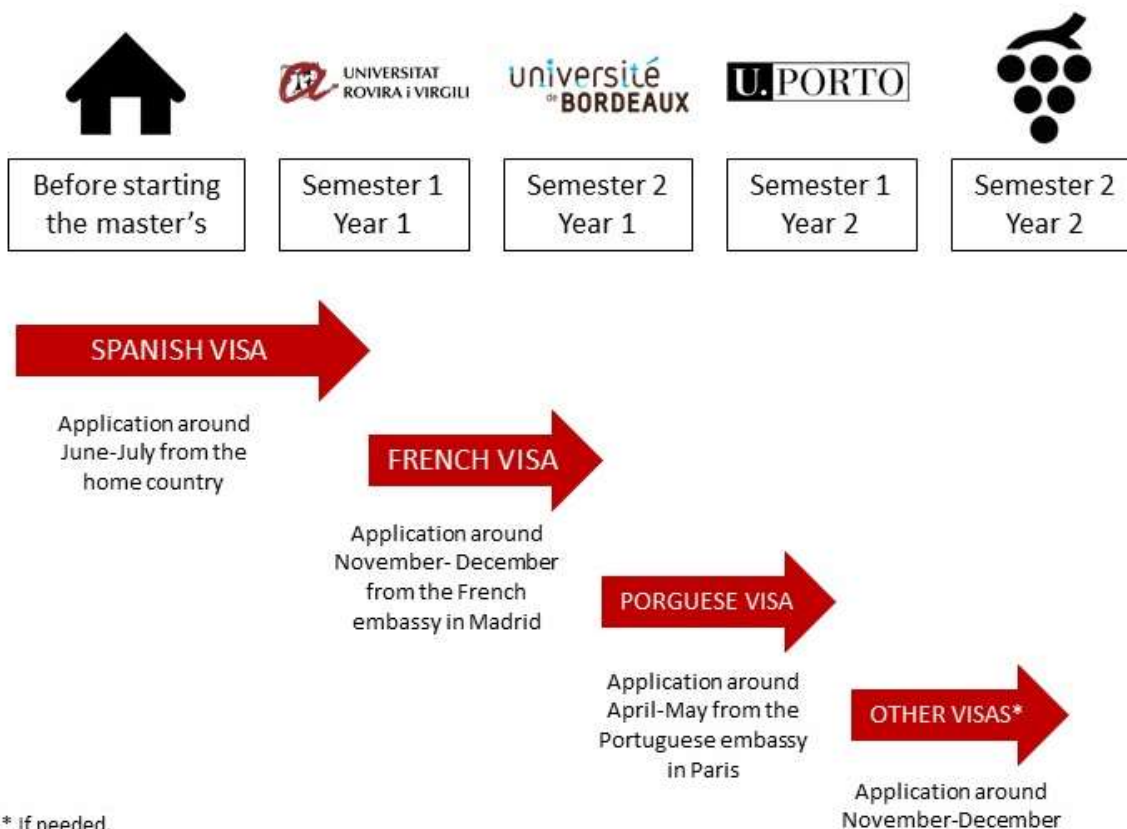 UNIVERSITAT
ROVIRA i VIRGILI
université
de BORDEAUX
U.PORTO
Before starting
the master's
Semester 1
Year 1
Semester 2
Year 1
Semester 1
Year 2
Semester 2
Year 2
SPANISH VISA
Application around
June-July from the
home country
FRENCH VISA
Application around
November- December
from the French
embassy in Madrid
PORGUESE VISA
Application around
April-May from the
Portuguese embassy
in Paris
OTHER VISAS*
Application around
November-December
* If needed.